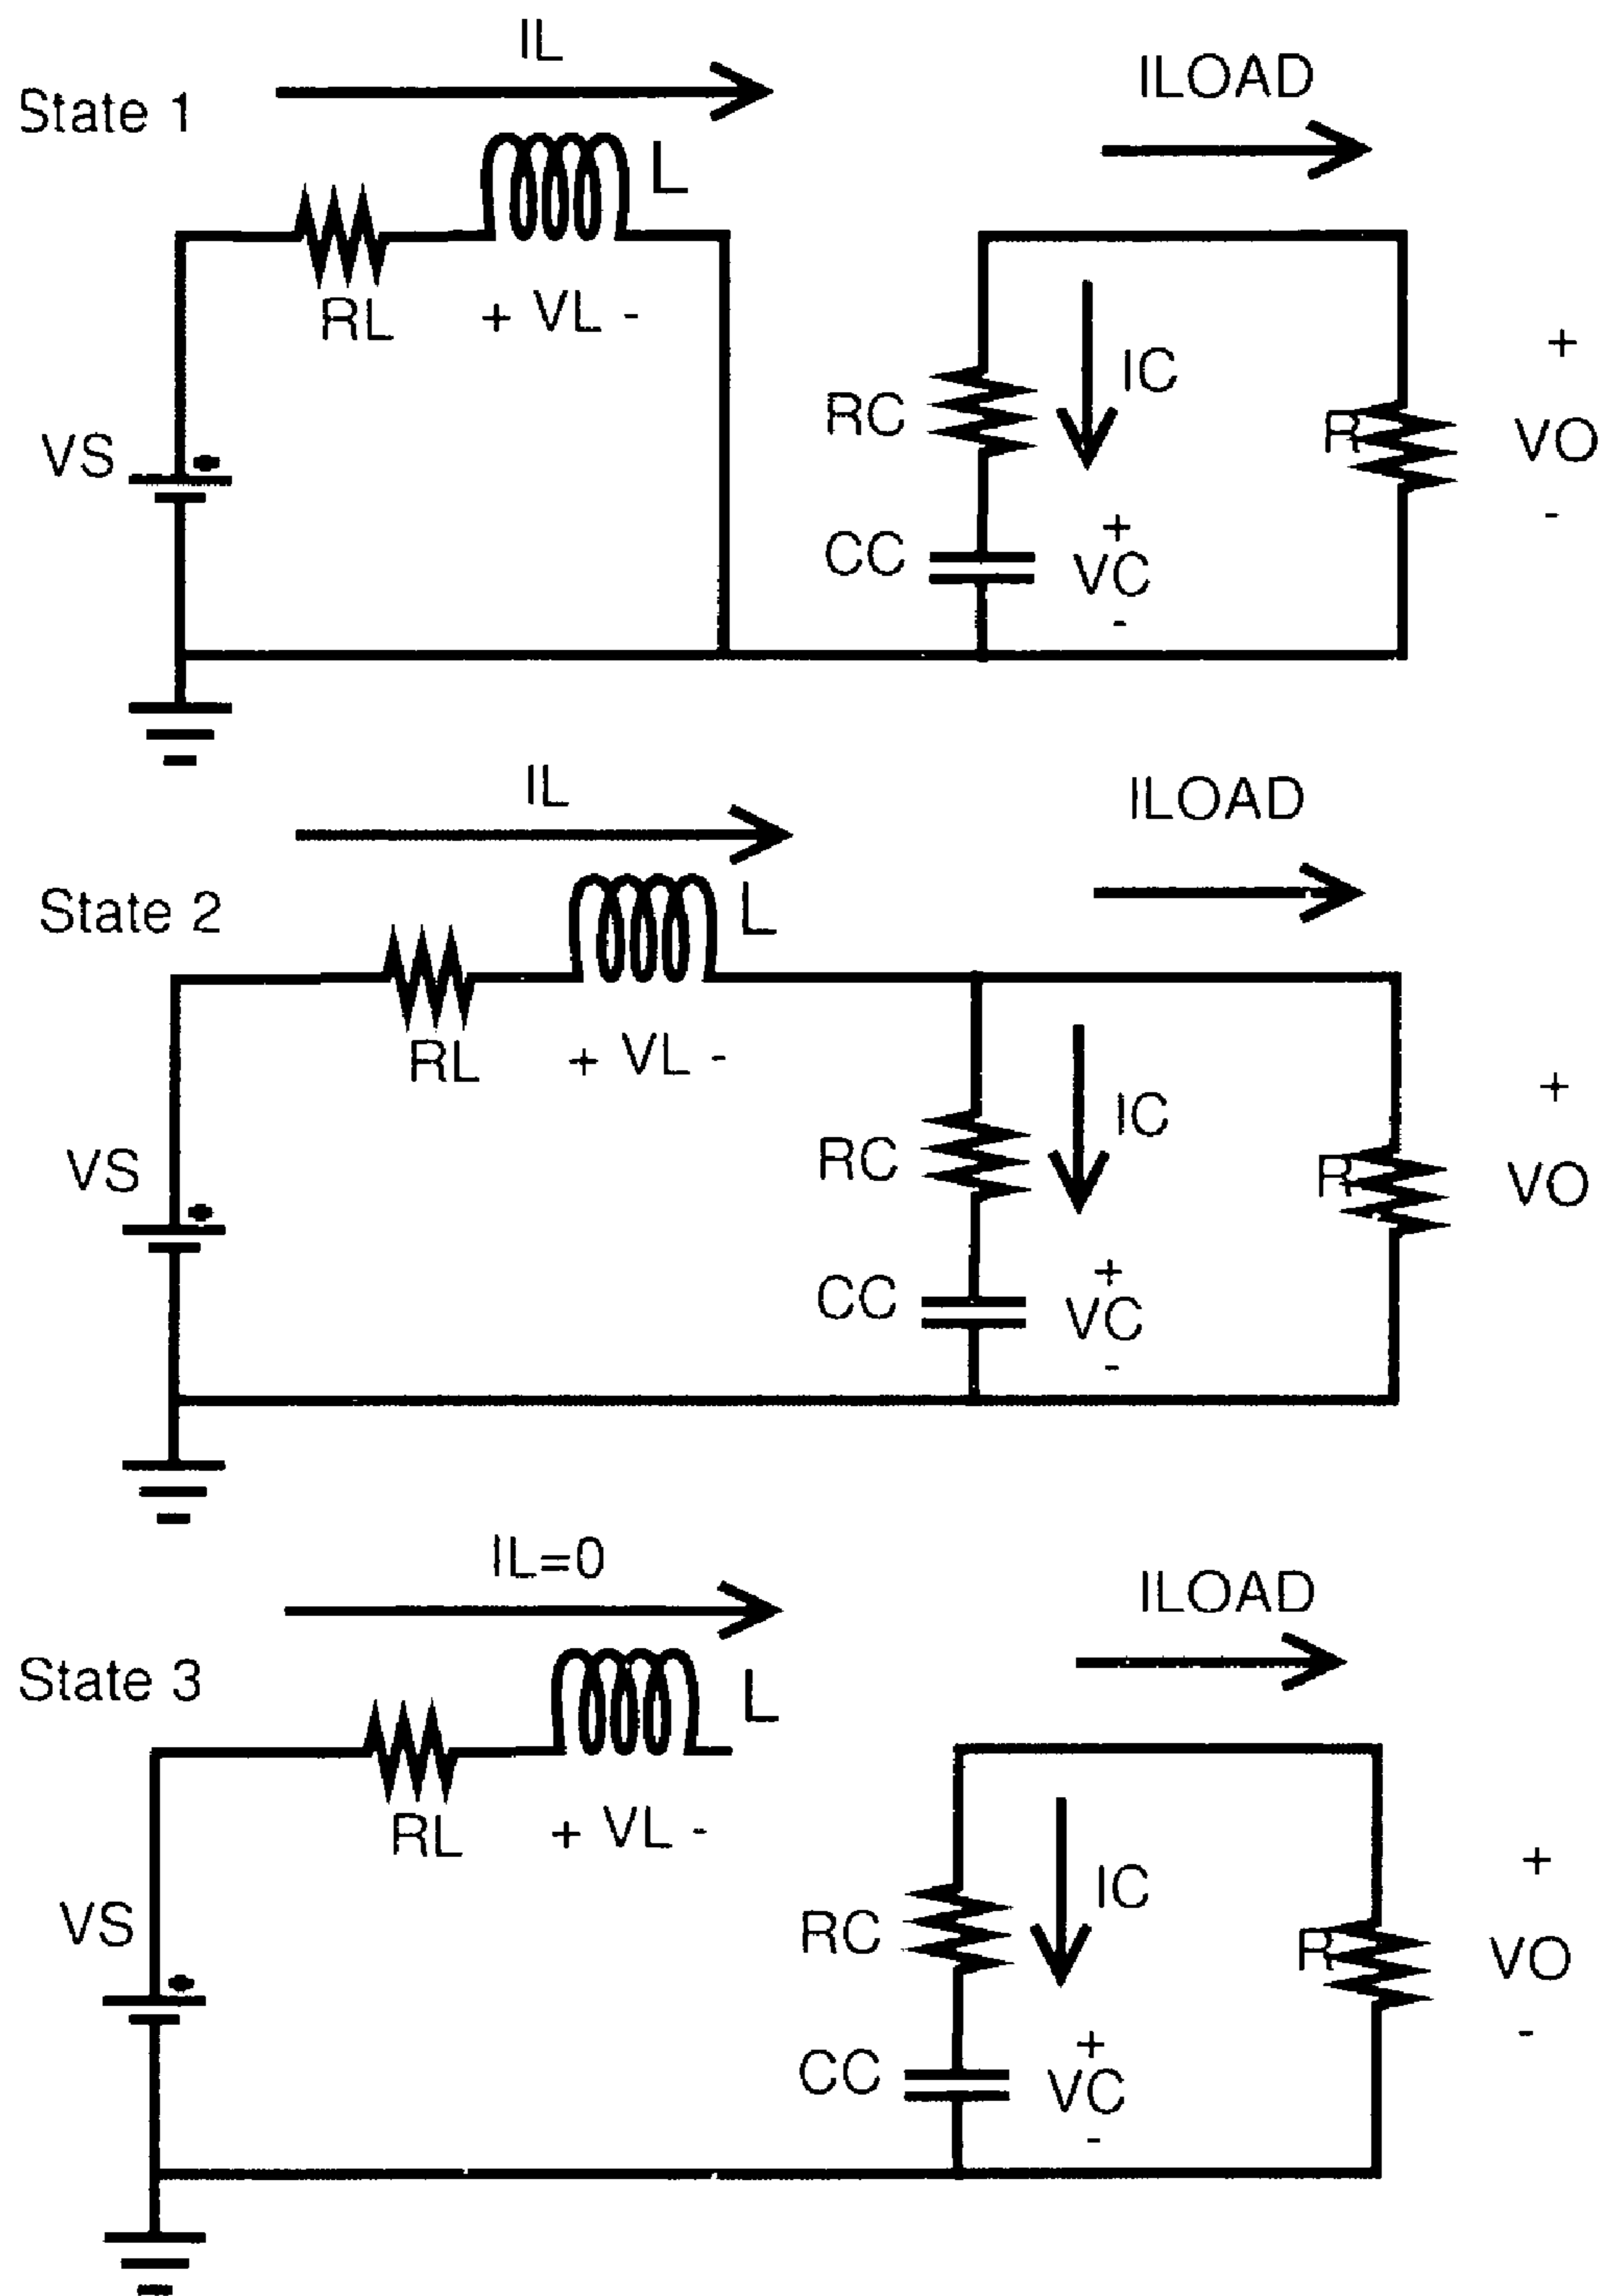 IL
ILOAD
State 1
L
RL
+ VL -
+
IC
RC
R
VS
VO
-
+
CC
VC
-
IL
ILOAD
State 2
L
RL
+ VL -
+
IC
RC
R
VS
VO
+
CC
VC
-
IL=0
ILOAD
State 3
L
RL
+ VL -
+
IC
RC
R
VS
VO
-
+
CC
VC
-